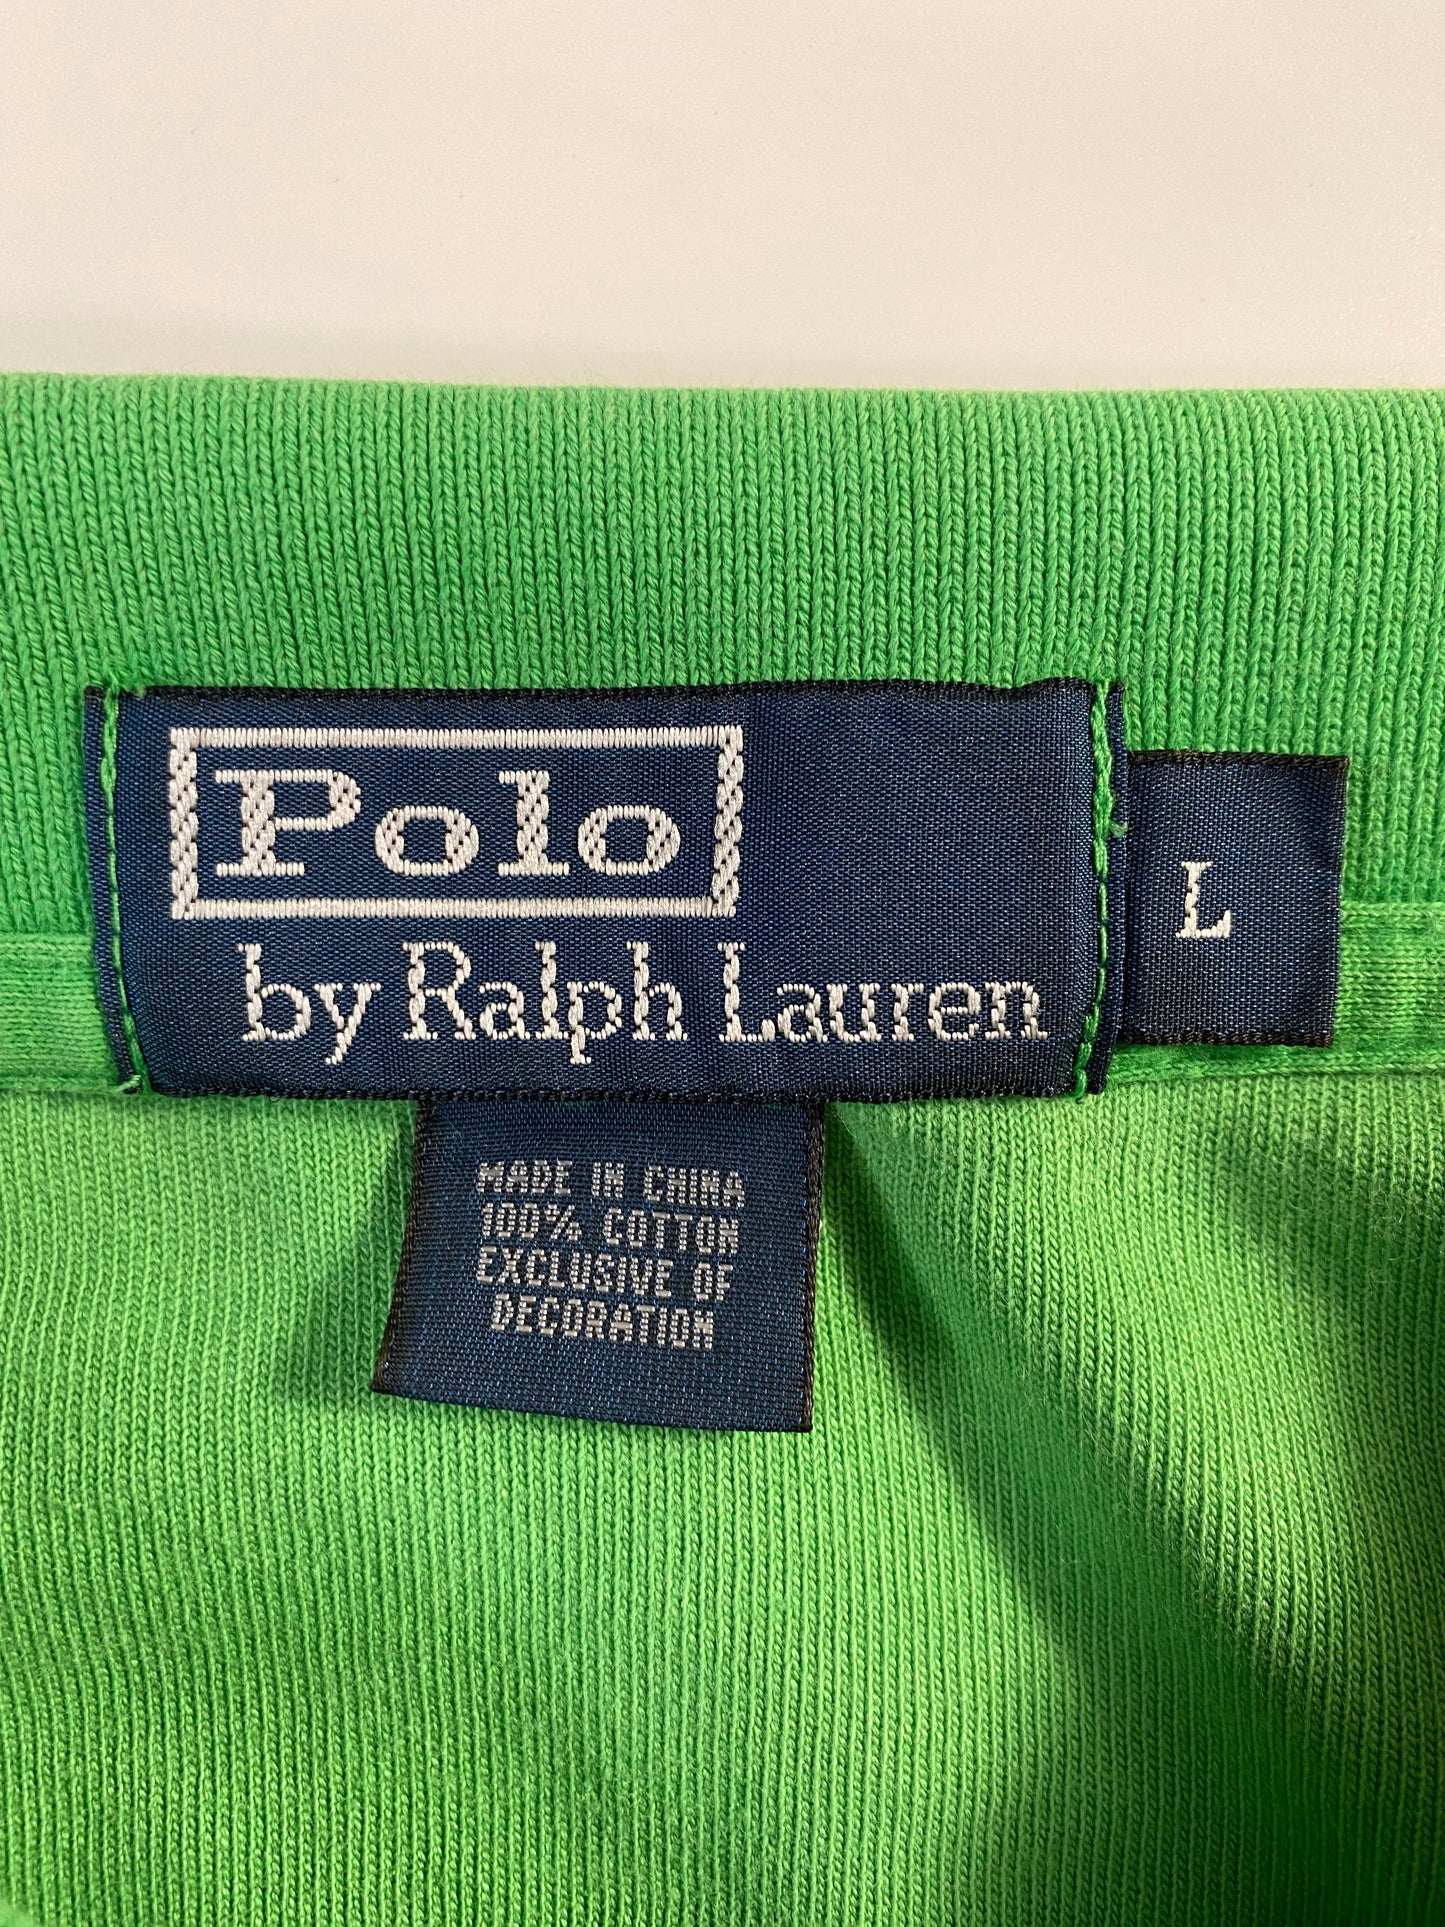 Polo
by Ralph Lauren
L
MADE IN CHINA
100% COTTON
EXCLUSIVE OF
DECORATION